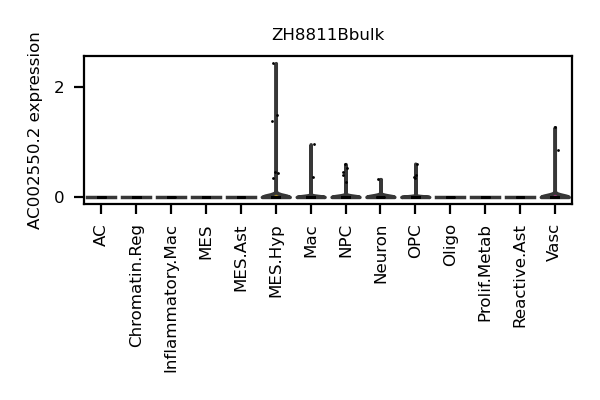 ZH8811Bbulk
AC002550.2 expression
2
0
AC
Chromatin.Reg
Inflammatory.Mac
MES
MES.Ast
MES.Hyp
Mac
NPC
Neuron
OPC
Oligo
Prolif.Metab
Reactive.Ast
Vasc